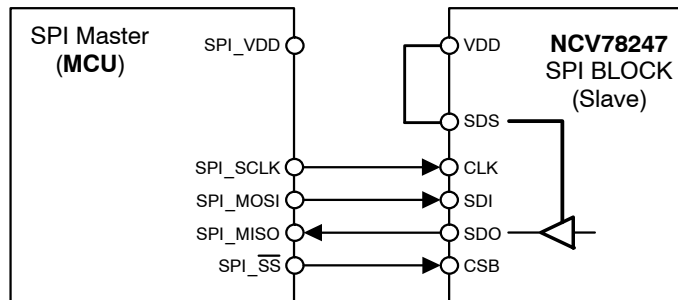 SPI Master
(MCU)
SPI_VDD
SPI_SCLK
SPI_MOSI
SPI_MISO
SPI_SS
VDD
SDS
CLK
SDI
SDO
CSB
NCV78247
SPI BLOCK
(Slave)